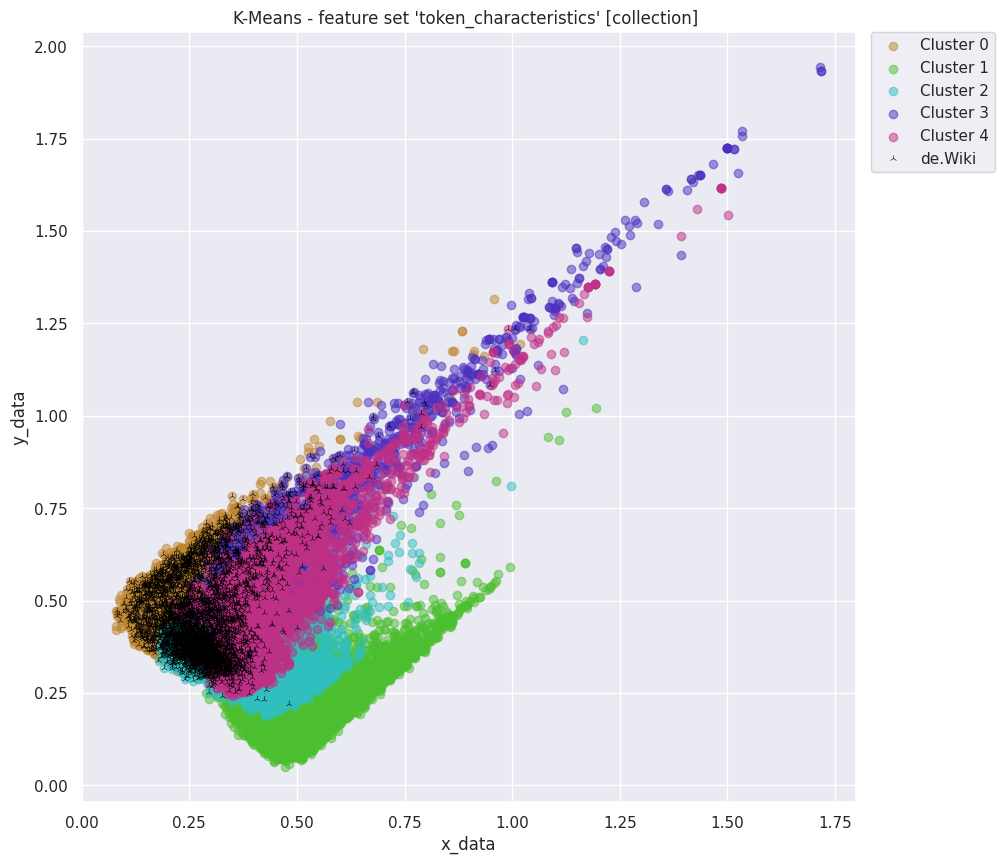 K-Means - feature set 'token_characteristics' [collection]
Cluster 0
Cluster 1
Cluster 2
Cluster 3
Cluster 4
de.Wiki
y_data
2.00
1.75
1.50
1.25
1.00
0.75
0.50
0.25
0.00
0.00 0.25 0.50 0.75 1.00 1.25 1.50 1.75
x_data